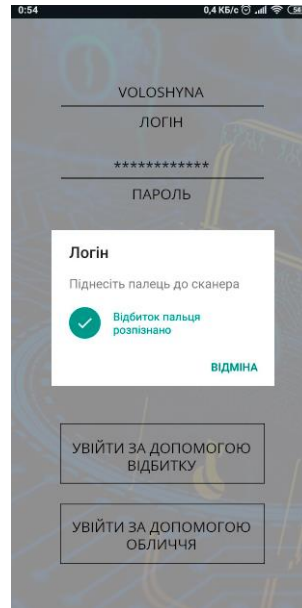 0:54 0,4 КБ/с 58
VOLOSHYNA
ЛОГІН
************
ПАРОЛЬ
Логін
Піднесіть палець до сканера
Відбиток пальця
розпізнано
ВІДМІНА
УВІЙТИ ЗА ДОПОМОГОЮ
ВІДБИТКУ
УВІЙТИ ЗА ДОПОМОГОЮ
ОБЛИЧЧЯ